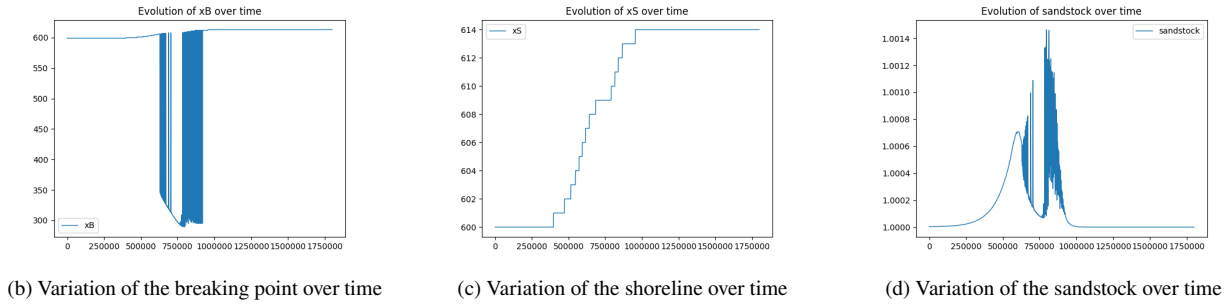 Evolution of xB over time
600
550
500
450
400
350
300
xB
0 250000 500000 750000 1000000 1250000 1500000 1750000
(b) Variation of the breaking point over time
Evolution of xS over time
614
612
610
608
606
604
602
600
xS
0 250000 500000 750000 1000000 1250000 1500000 1750000
(c) Variation of the shoreline over time
Evolution of sandstock over time
1.0014
1.0012
1.0010
1.0008
1.0006
1.0004
1.0002
1.0000
sandstock
0 250000 500000 750000 1000000 1250000 1500000 1750000
(d) Variation of the sandstock over time